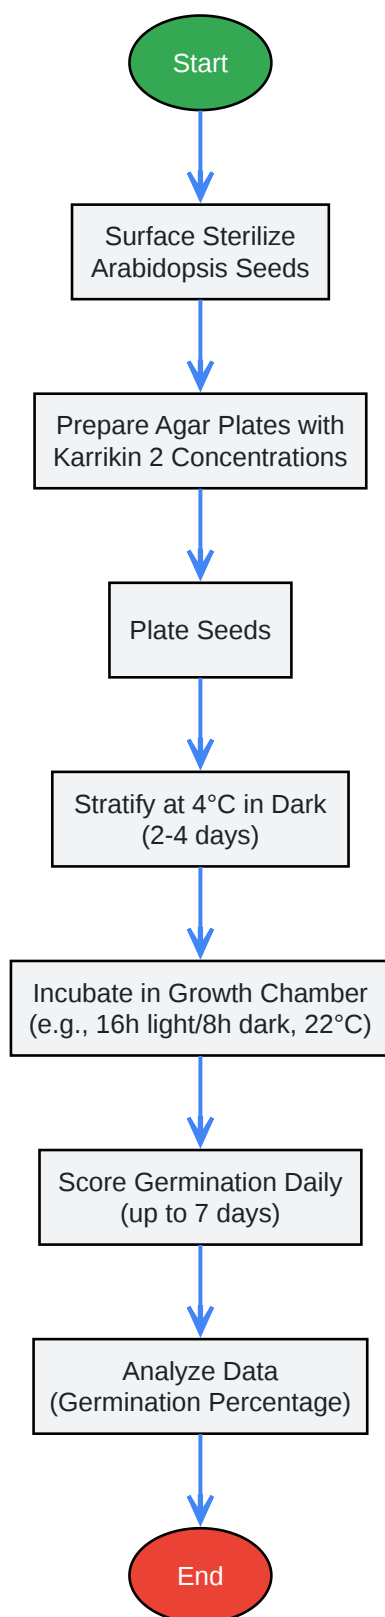 Start
Surface Sterilize
Arabidopsis Seeds
Prepare Agar Plates with
Karrikin 2 Concentrations
Plate Seeds
Stratify at 4°C in Dark
(2-4 days)
Incubate in Growth Chamber
(e.g., 16h light/8h dark, 22°C)
Score Germination Daily
(up to 7 days)
Analyze Data
(Germination Percentage)
End